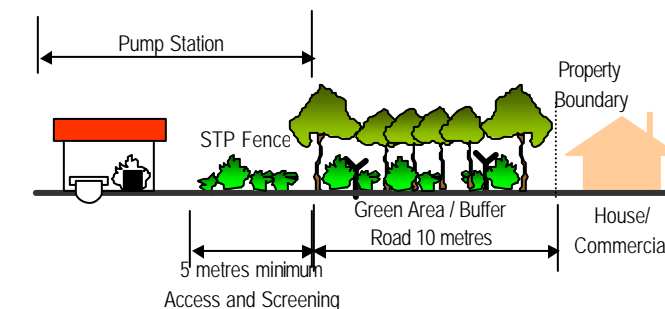 Pump Station
Property
Boundary
STP Fence
Green Area / Buffer
Road 10 metres
House/
Commercia
5 metres minimum
Access and Screening